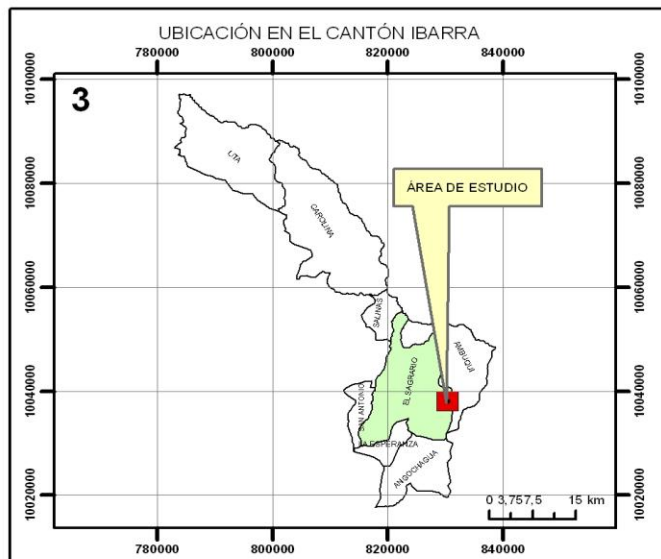 UBICACIÓN EN EL CANTÓN IBARRA
780000 800000 820000 840000
3
10100000 10100000
LITA
ÁREA DE ESTUDIO
10080000 10080000
CAROLINA
10060000 10060000
SALINAS
AMBUQUI
EL SAGRARIO
10040000 10040000
SAN ANTONIO
LA ESPERANZA
ANGOCHAGUA
10020000 10020000
0 3,757,5 15 km
780000 800000 820000 840000